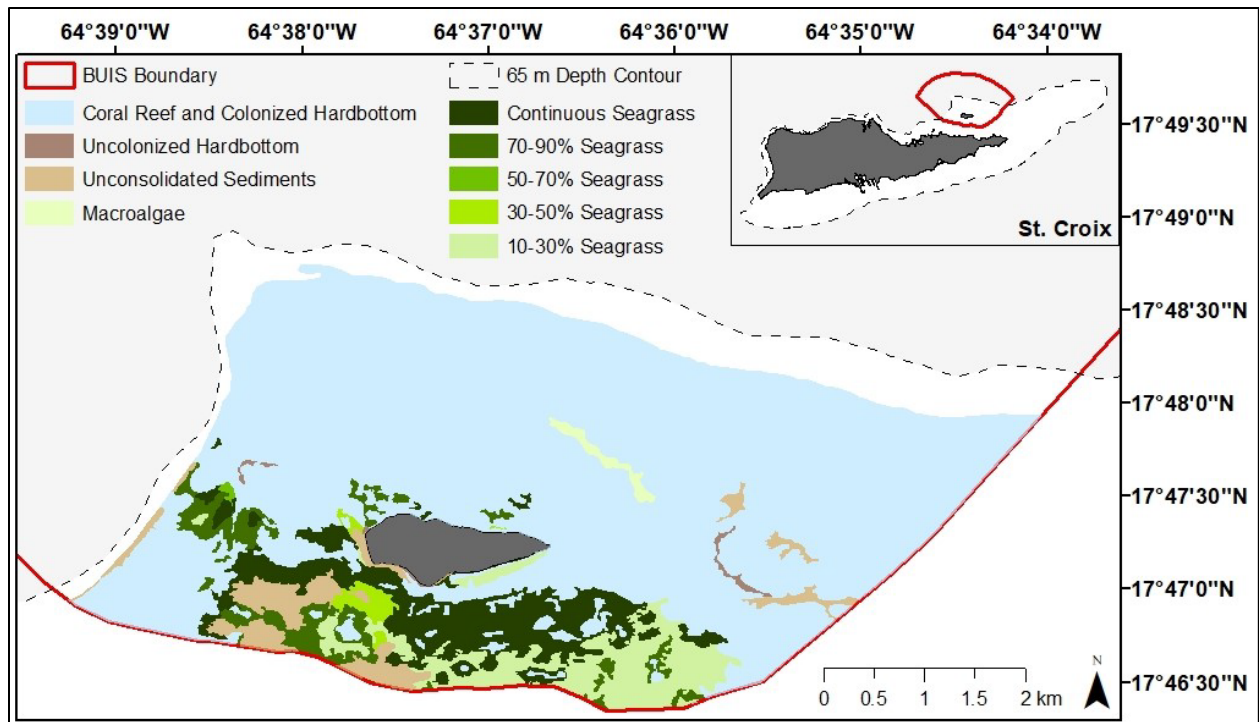 64°39'0"W 64°38'0"W 64°37'0"W 64°36'0"W 64°35'0"W 64°34'0"W
BUIS Boundary
Coral Reef and Colonized Hardbottom
Uncolonized Hardbottom
Unconsolidated Sediments
Macroalgae
65 m Depth Contour
Continuous Seagrass
70-90% Seagrass
50-70% Seagrass
30-50% Seagrass
10-30% Seagrass
St. Croix
17°49'30"N
17°49'0"N
17°48'30"N
17°48'0"N
17°47'30"N
17°47'0"N
17°46'30"N
0 0.5 1 2 km
N